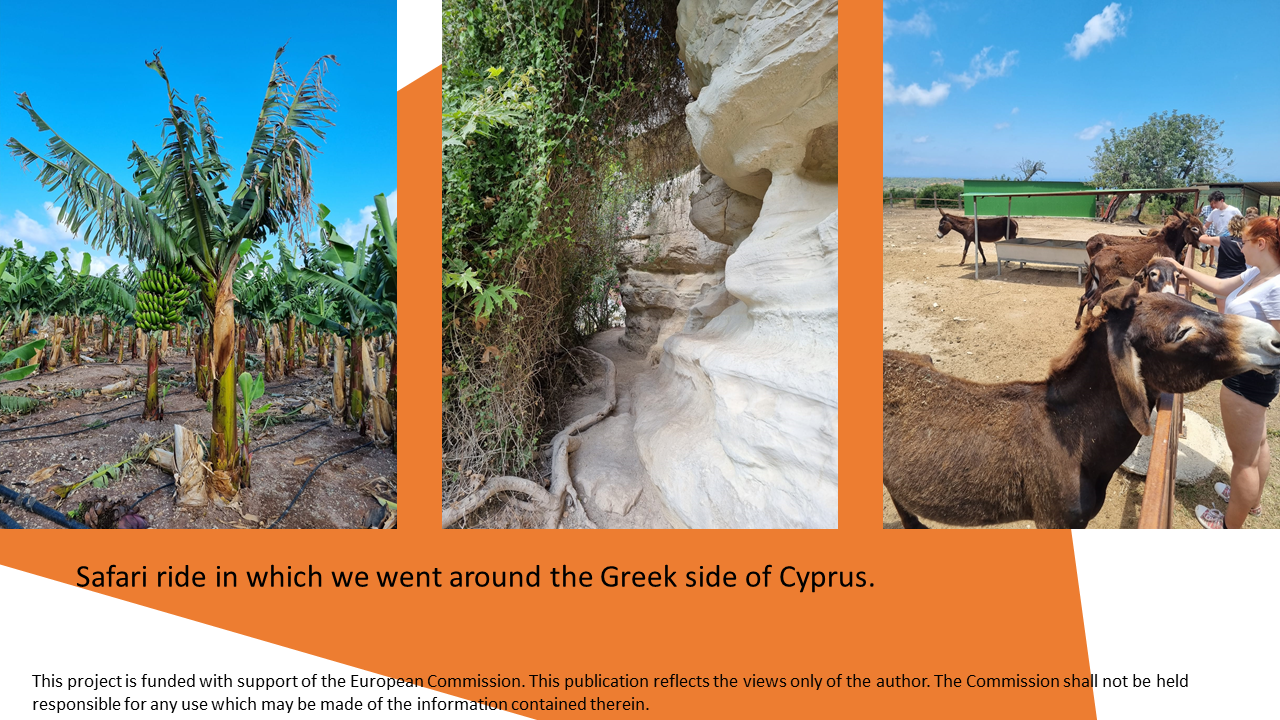 Safari ride in which we went around the Greek side of Cyprus.
This project is funded with support of the European Commission. This publication reflects the views only of the author. The Commission shall not be held
responsible for any use which may be made of the information contained therein.